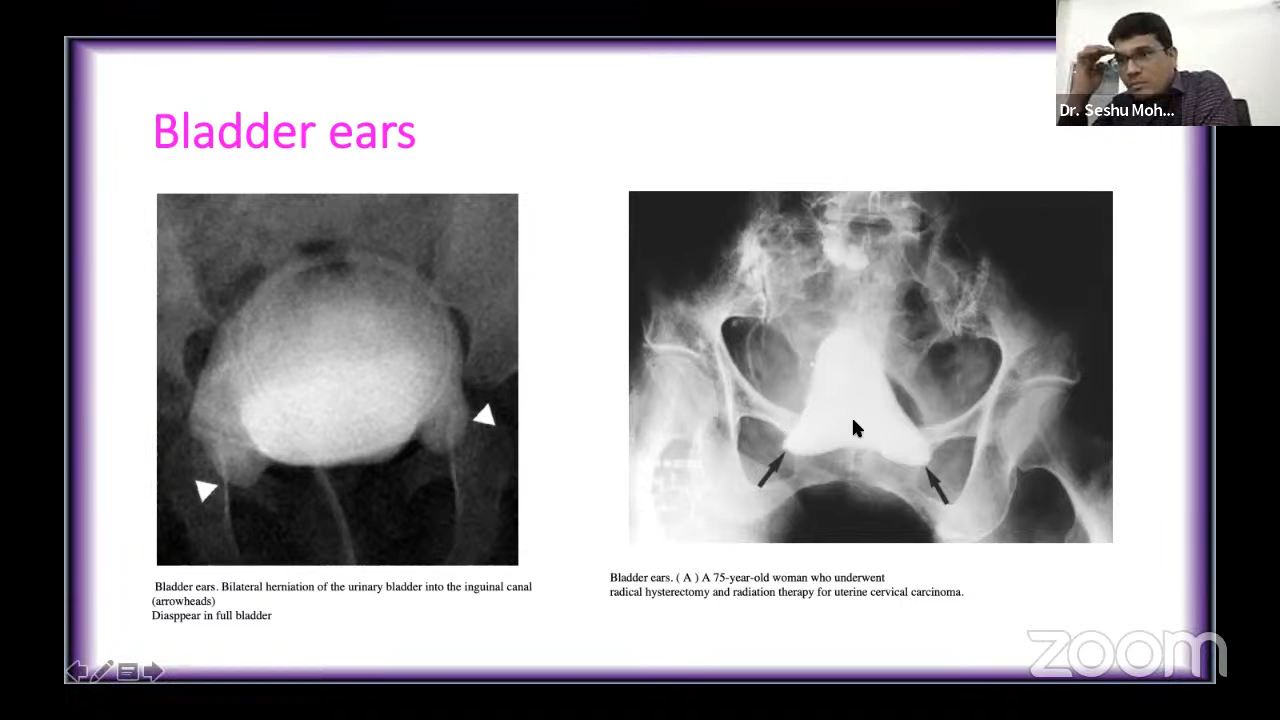 Dr. Seshu Moh...
Bladder ears
Bladder ears. Bilateral herniation of the urinary bladder into the inguinal canal
(arrowheads)
Diasppear in full bladder
Bladder ears. ( A ) A 75-year-old woman who underwent
radical hysterectomy and radiation therapy for uterine cervical carcinoma.
zoom